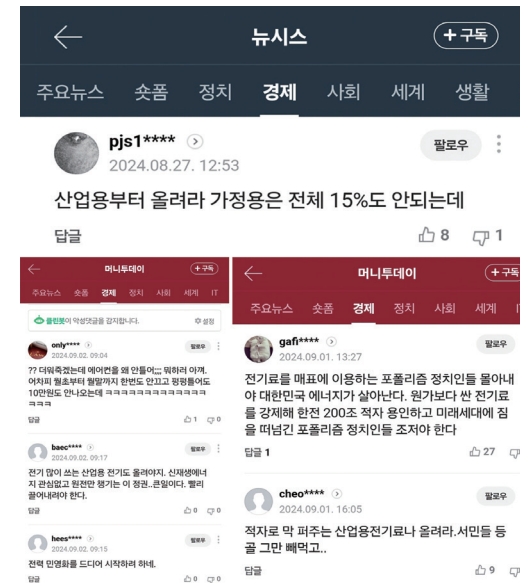 뉴시스
+ 구독
주요뉴스 숏폼 정치 경제 사회 세계 생활
pjs1****
팔로우
2024.08.27. 12:53
산업용부터 올려라 가정용은 전체 15%도 안되는데
답글 8 1
머니투데이
+ 구독
주요뉴스 숏폼 경제 정치 사회 세계 IT
클린봇이 악성댓글을 감지합니다. 설정
only****
팔로우
2024.09.02. 09:04
?? 더워죽겠는데 에어컨을 왜 안틀어;;; 뭐하러 아껴.
어차피 월초부터 월말까지 한번도 안끄고 펑펑틀어도
10만원도 안나오는데 ㅋㅋㅋㅋㅋㅋㅋㅋㅋㅋㅋㅋㅋ
ㅋㅋㅋ
답글 1 0
baec****
팔로우
2024.09.02. 09:17
전기 많이 쓰는 산업용 전기도 올려야지. 신재생에너
지 관심없고 원전만 챙기는 이 정권..큰일이다. 빨리
끌어내려야 한다.
답글 0 0
hees****
팔로우
2024.09.02. 09:15
전력 민영화를 드디어 시작하려 하네.
답글 0 0
머니투데이
+ 구독
주요뉴스 숏폼 경제 정치 사회 세계
gafi****
팔로우
2024.09.01. 13:27
전기료를 매표에 이용하는 포폴리즘 정치인들 몰아내
야 대한민국 에너지가 살아난다. 원가보다 싼 전기료
를 강제해 한전 200조 적자 용인하고 미래세대에 짐
을 떠넘긴 포폴리즘 정치인들 조저야 한다
답글 1 27
cheo****
팔로우
2024.09.01. 16:05
적자로 막 퍼주는 산업용전기료나 올려라.서민들 등
골 그만 빼먹고..
답글 9